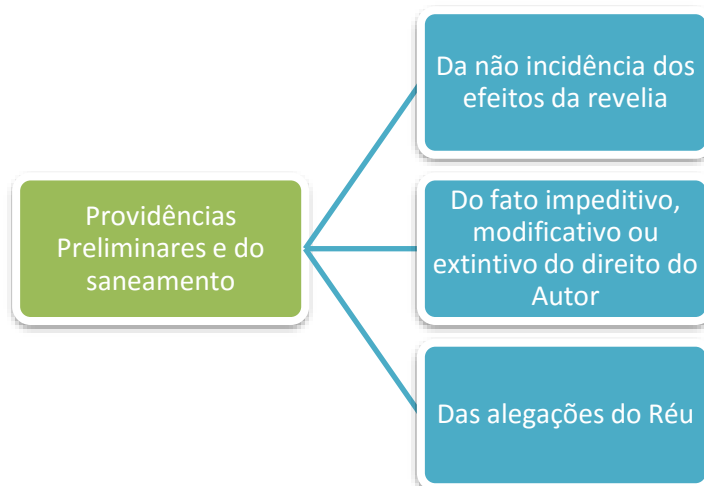 Providências
Preliminares e do
saneamento
Da não incidência dos
efeitos da revelia
Do fato impeditivo,
modificativo ou
extintivo do direito do
Autor
Das alegações do Réu